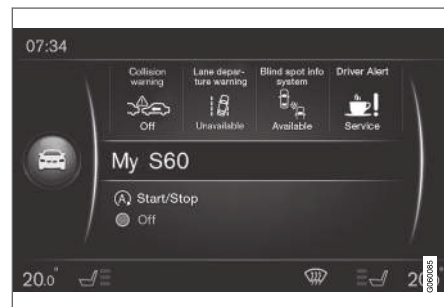 07:34
Collision warning
Lane depar-
ture warning
Blind spot info
system
Driver Alert
Off
Unavailable
Available
Service
My S60
A Start/Stop
Off
20.0°
G060085